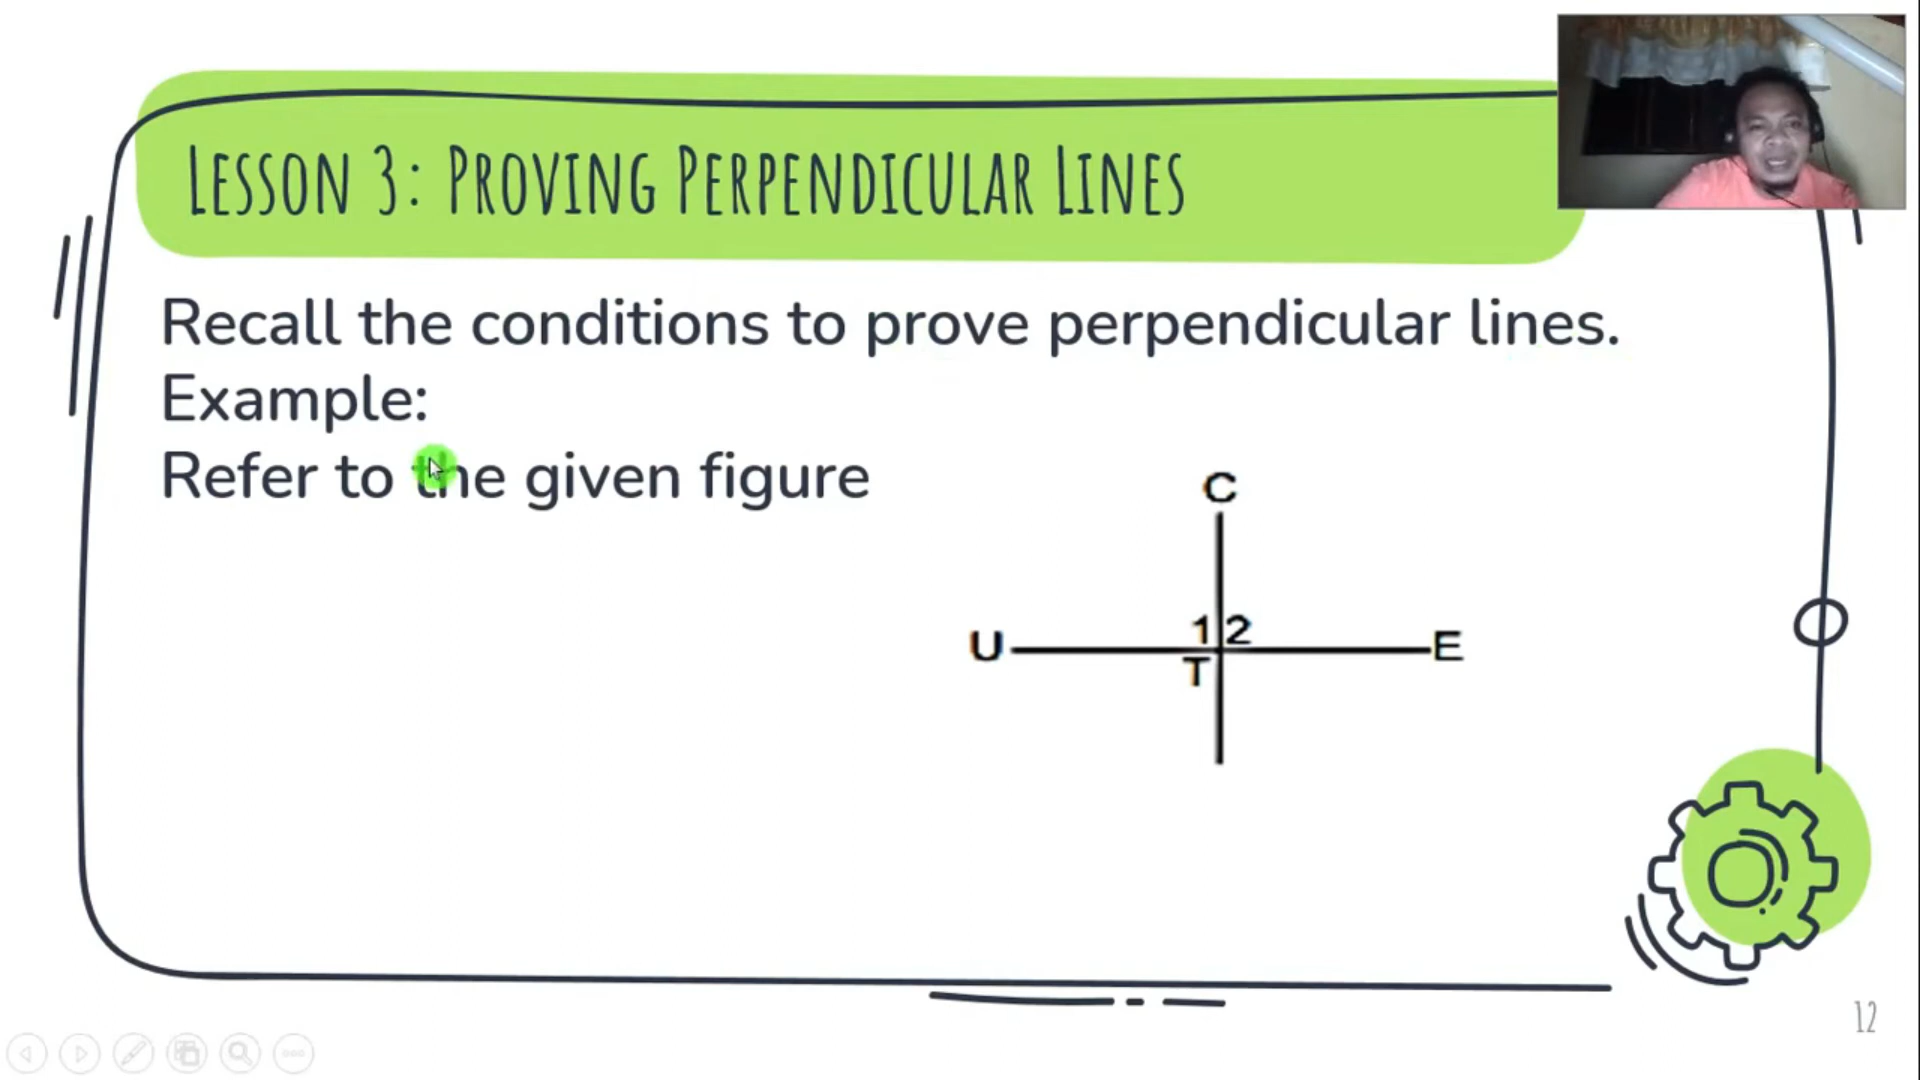 LESSON 3: PROVING PERPENDICULAR LINES
Recall the conditions to prove perpendicular lines.
Example:
Refer to the given figure
C
1 2
U E
T
12